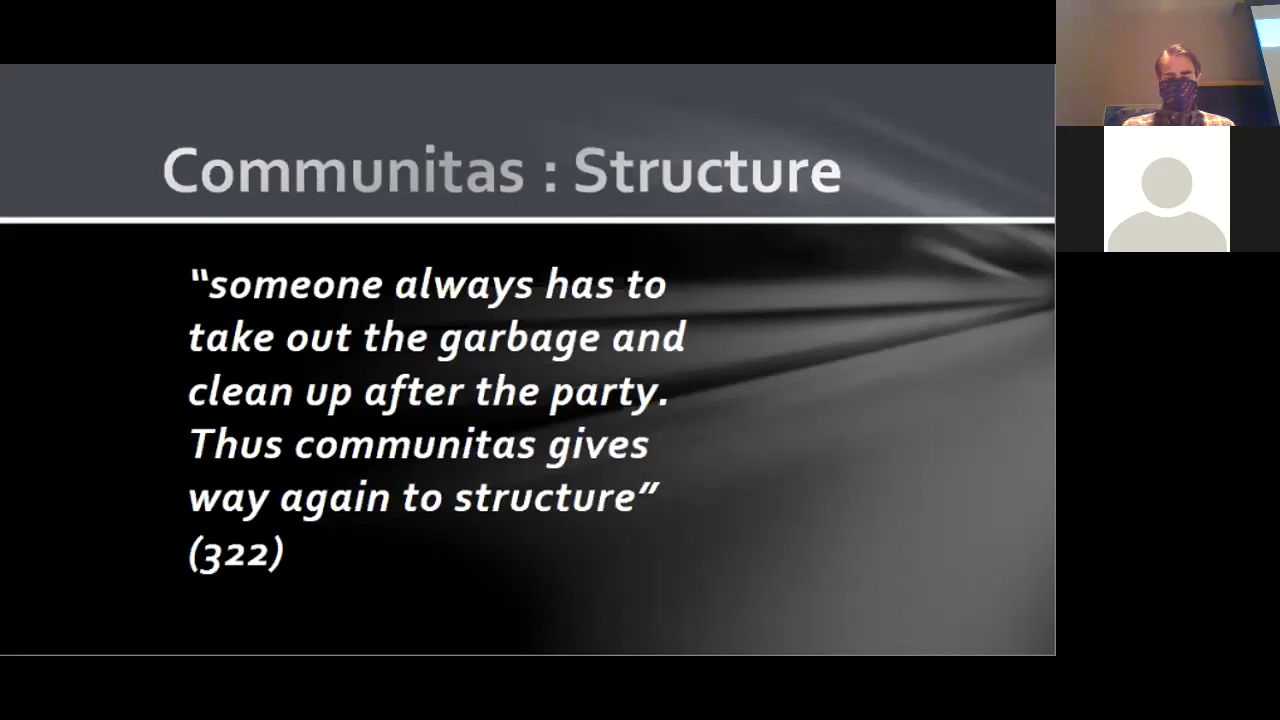 Communitas : Structure
“someone always has to
take out the garbage and
clean up after the party.
Thus communitas gives
way again to structure”
(322)